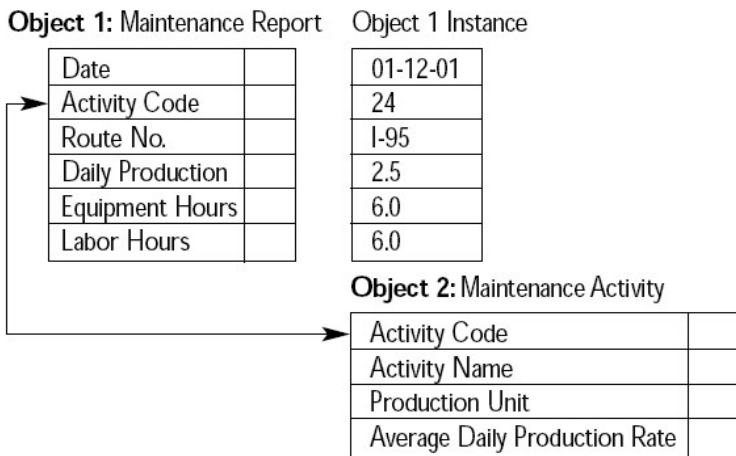 Object 1: Maintenance Report Object 1 Instance
Date 01-12-01
Activity Code 24
Route No. I-95
Daily Production 2.5
Equipment Hours 6.0
Labor Hours 6.0
Object 2: Maintenance Activity
Activity Code
Activity Name
Production Unit
Average Daily Production Rate